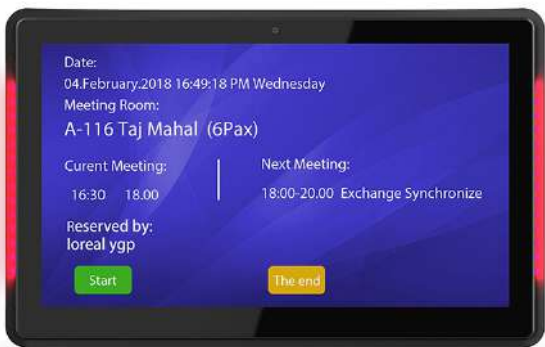 Date:
04.February.2018 16:49:18 PM Wednesday
Meeting Room:
A-116 Taj Mahal (6Pax)
Curent Meeting:
16:30 18.00
Next Meeting:
18:00-20.00 Exchange Synchronize
Reserved by:
loreal ygp
Start
The end